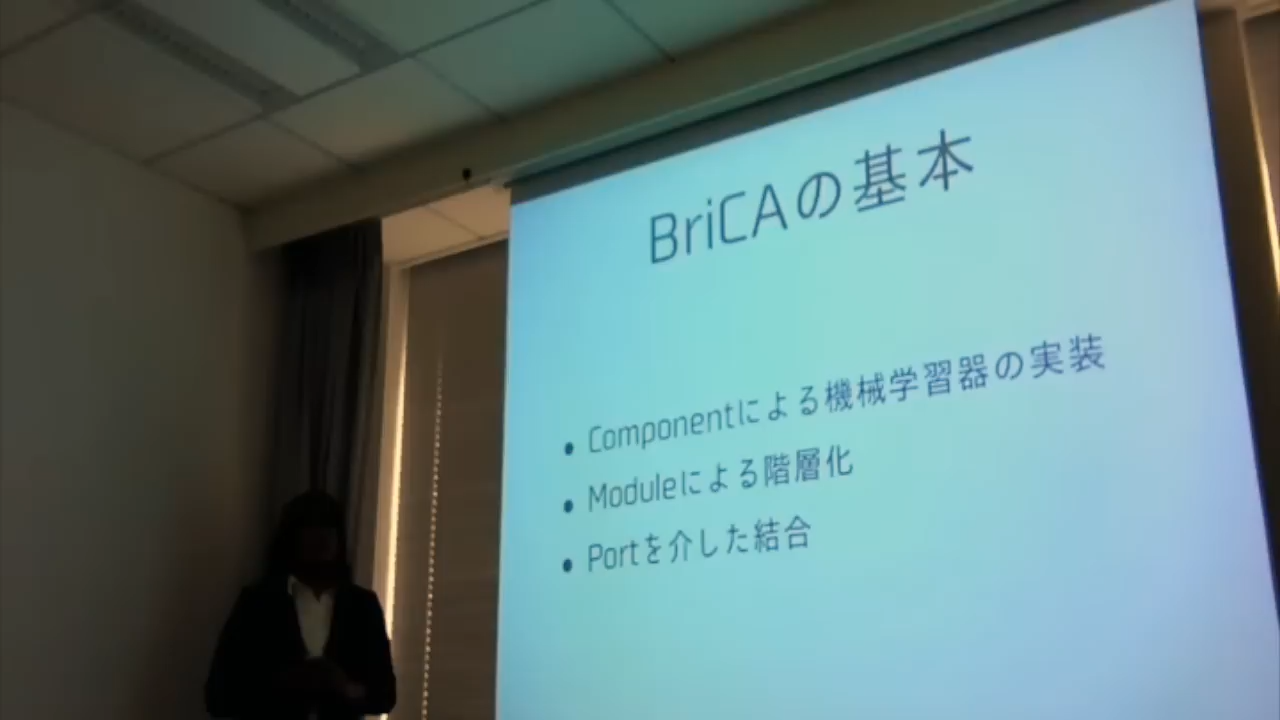 BriCAの基本
• Componentによる機械学習器の実装
• Moduleによる階層化
• Portを介した結合